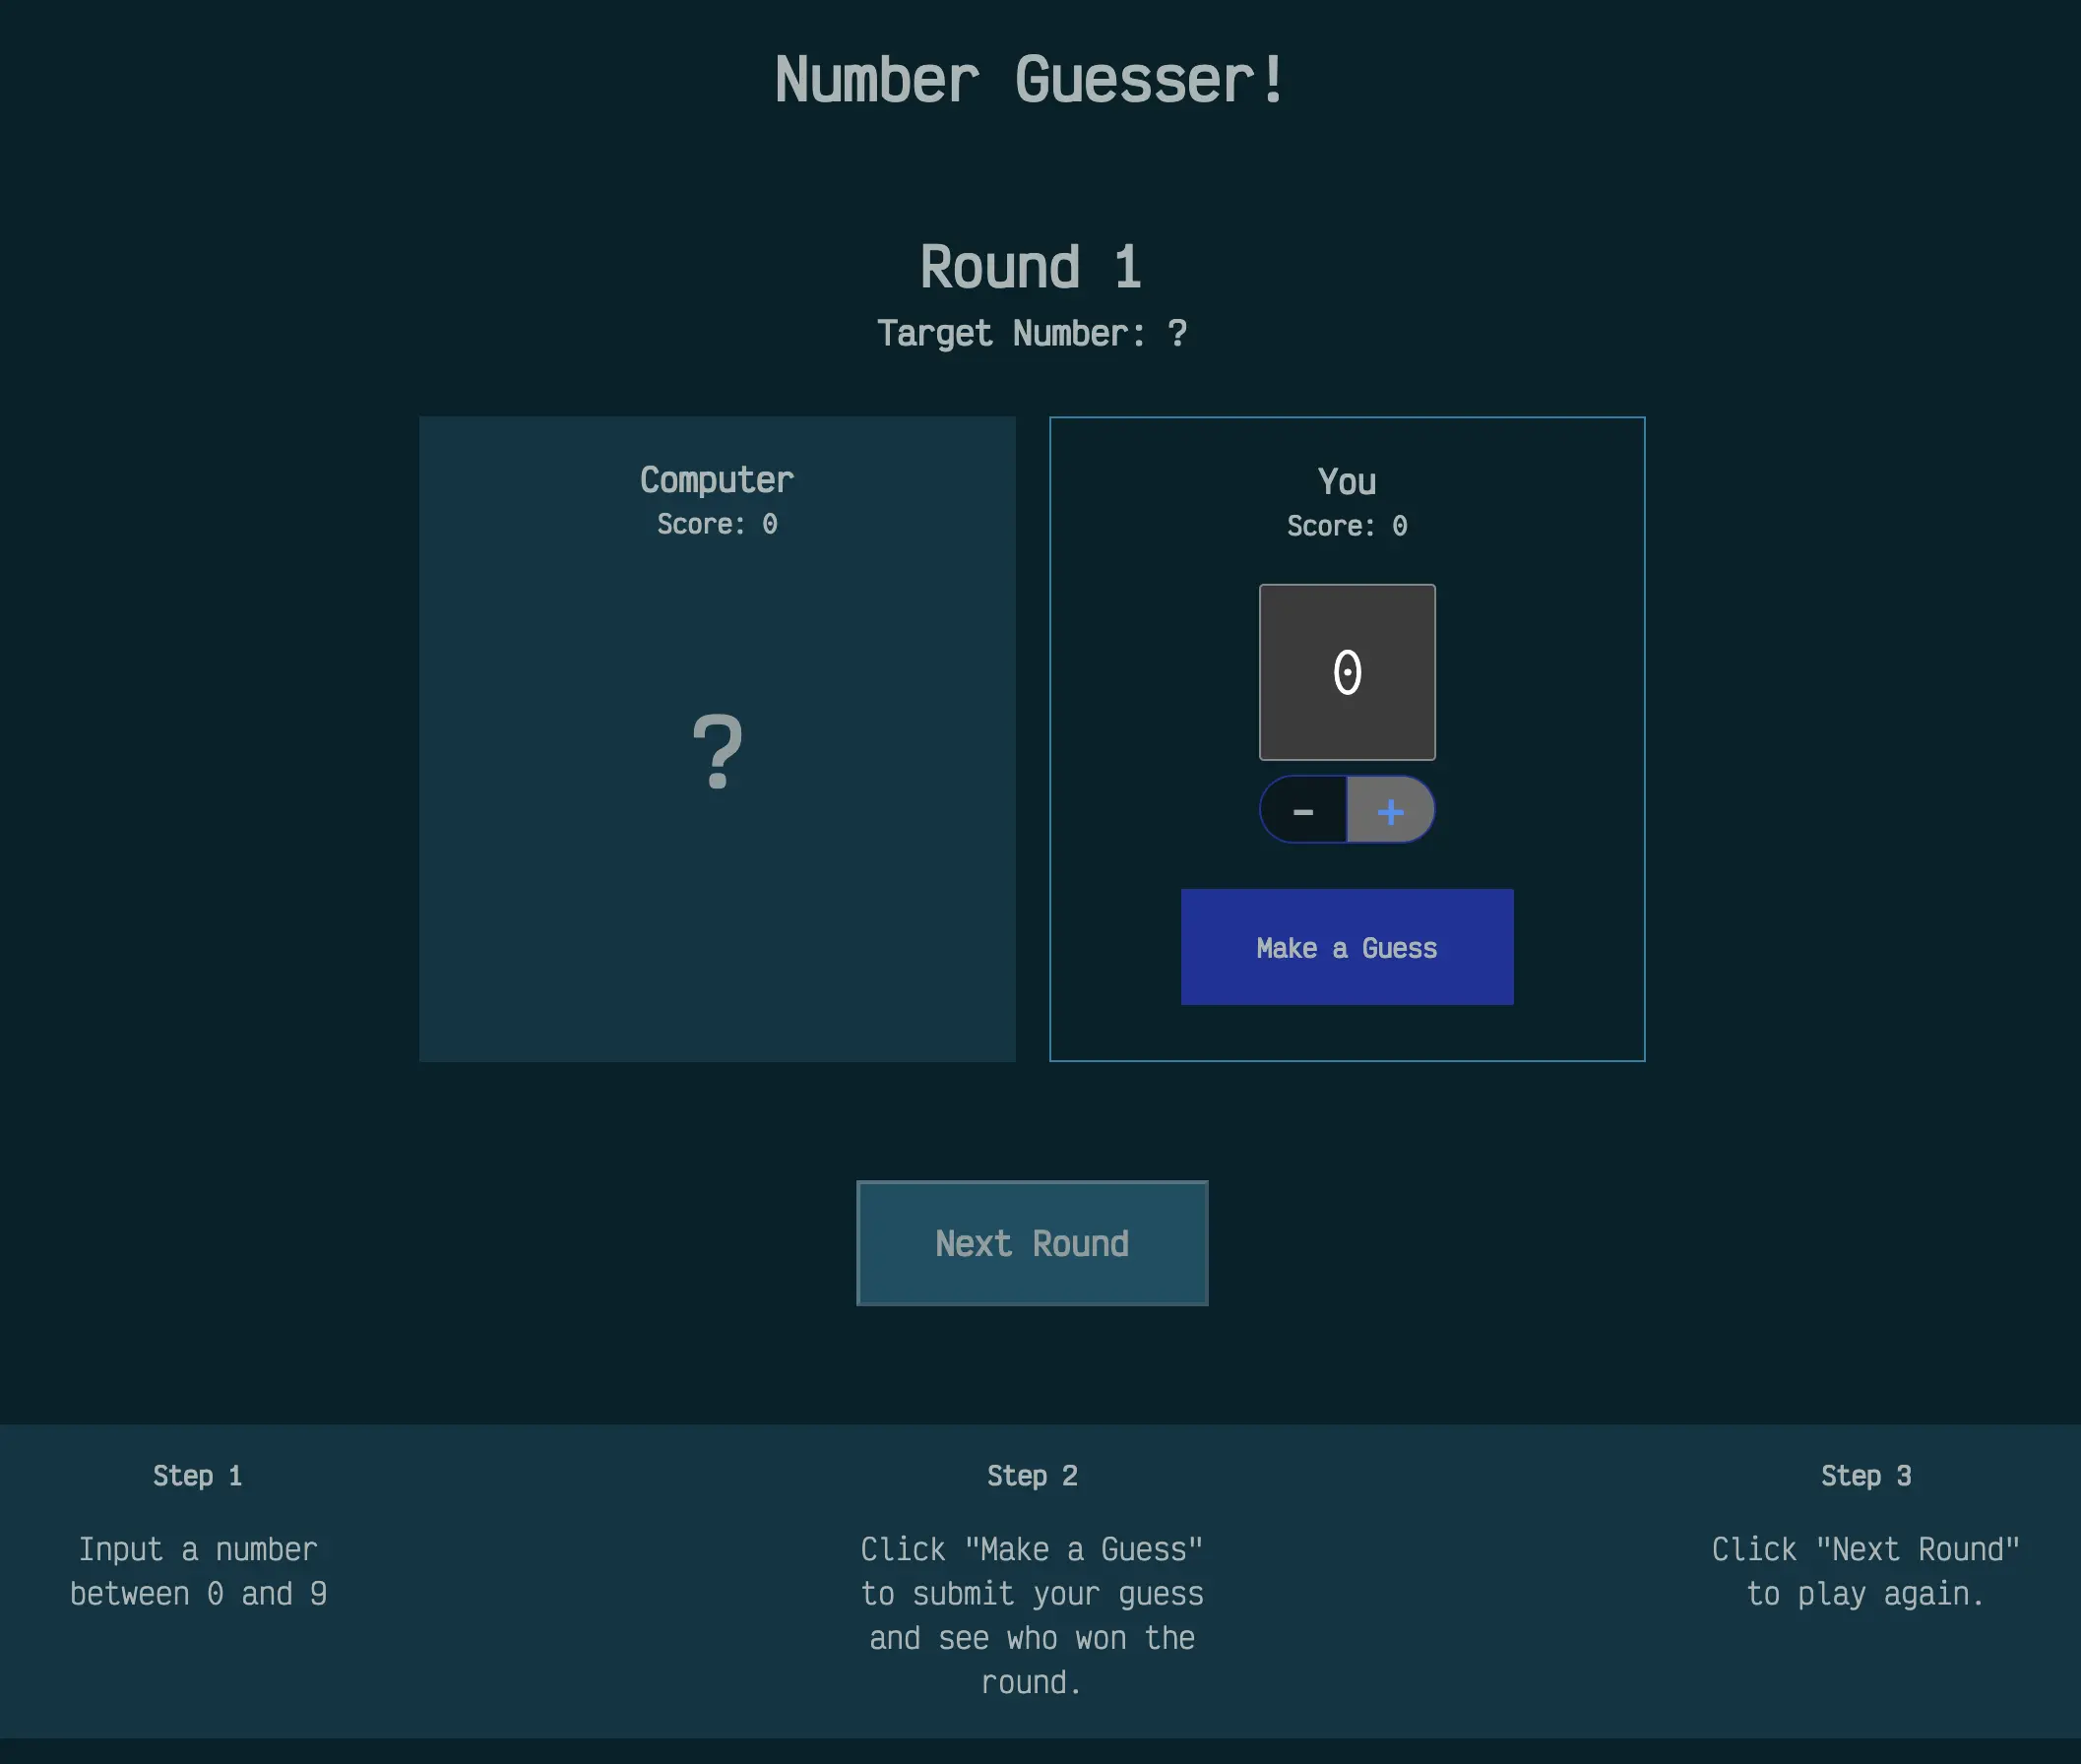 Number Guesser!
Round 1
Target Number: ?
Computer
Score: 0
?
You
Score: 0
0
- +
Make a Guess
Next Round
Step 1
Input a number
between 0 and 9
Step 2
Click "Make a Guess"
to submit your guess
and see who won the
round.
Step 3
Click "Next Round"
to play again.